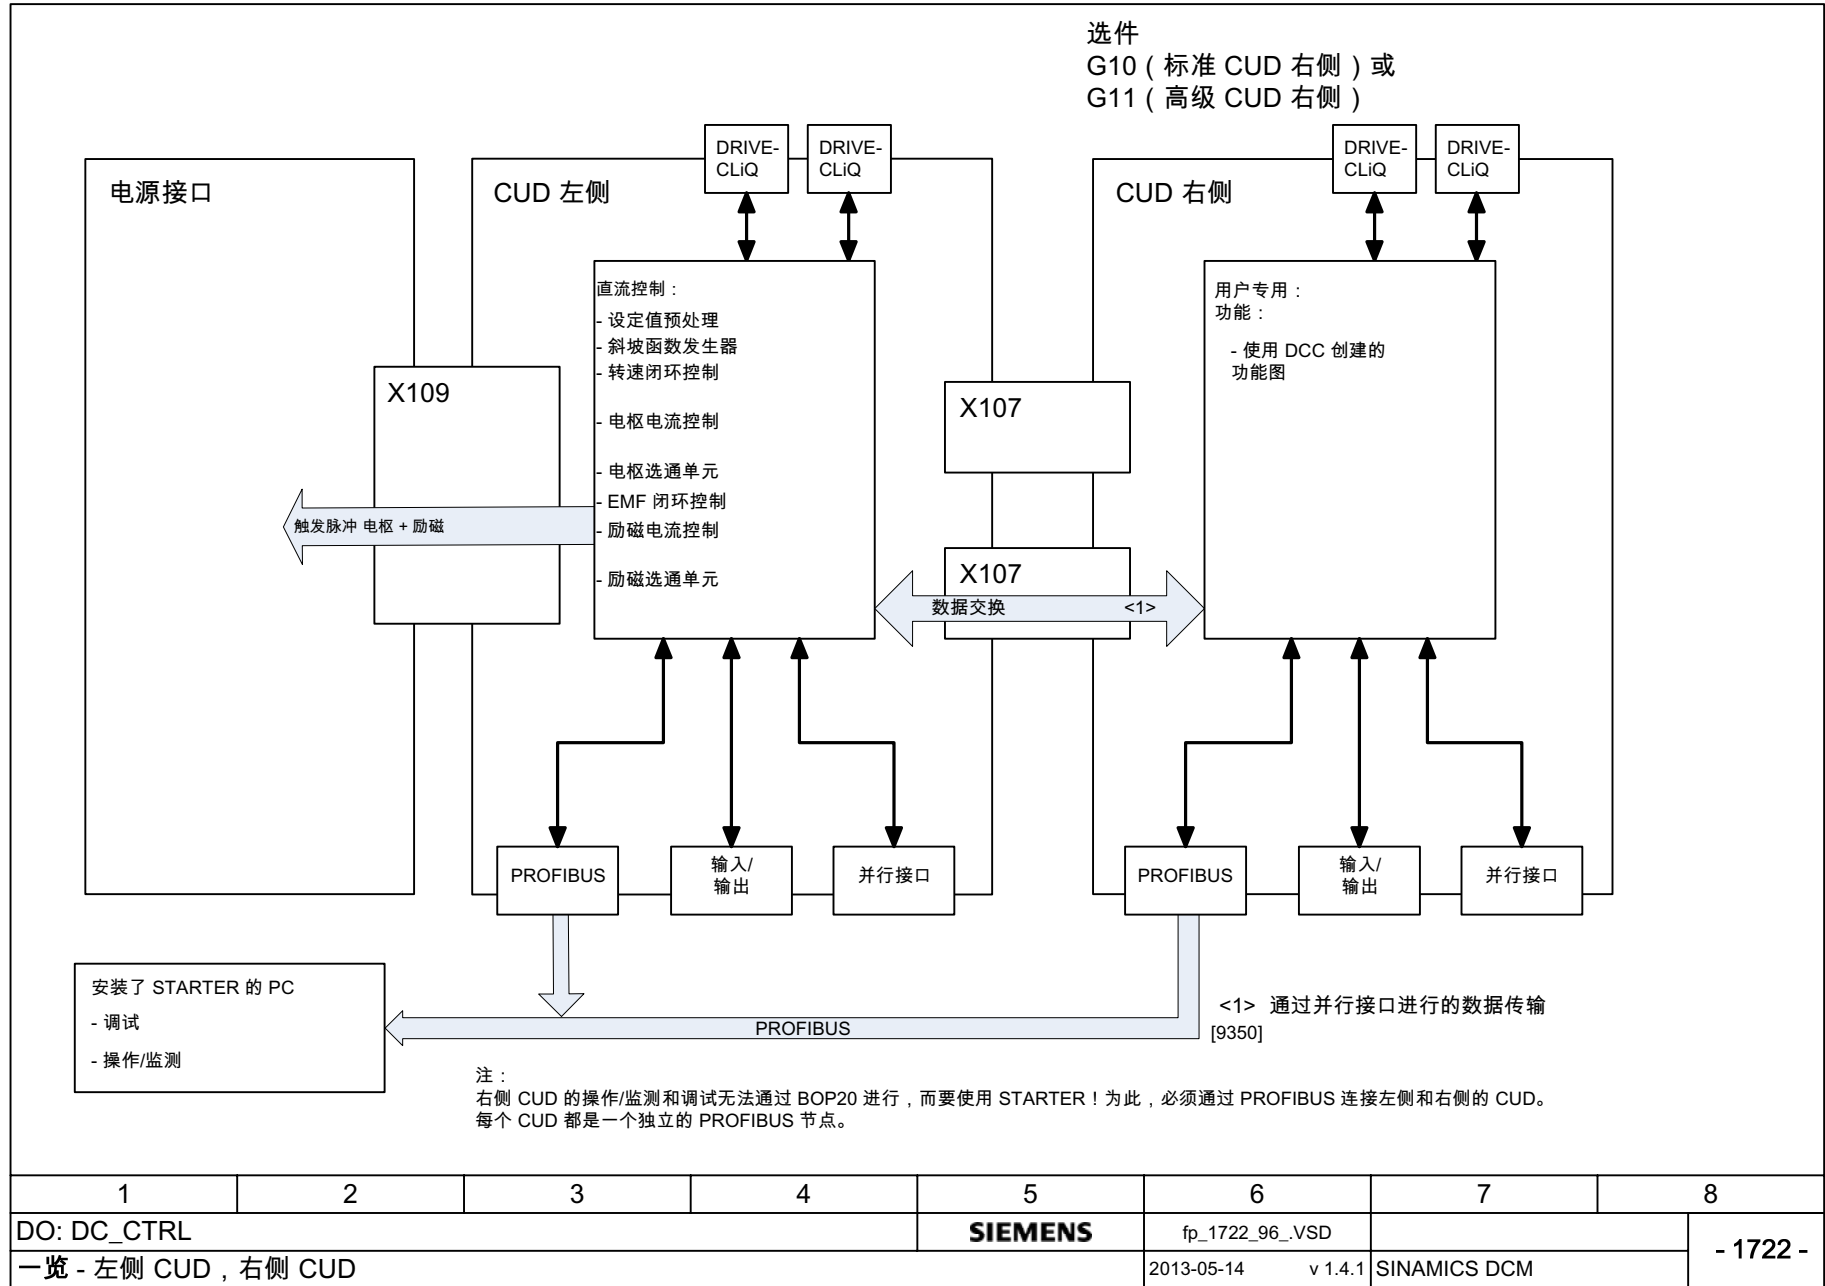 选件
G10（标准 CUD 右侧）或
G11（高级 CUD 右侧）
DRIVE-
CLiQ
DRIVE-
CLiQ
DRIVE-
CLiQ
DRIVE-
CLiQ
电源接口
CUD 左侧
CUD 右侧
直流控制：
- 设定值预处理
- 斜坡函数发生器
- 转速闭环控制
- 电枢电流控制
- 电枢选通单元
- EMF 闭环控制
- 励磁电流控制
- 励磁选通单元
用户专用：
功能：
- 使用 DCC 创建的
功能图
X109
X107
触发脉冲 电枢 + 励磁
X107
数据交换 <1>
PROFIBUS
输入/
输出
并行接口
PROFIBUS
输入/
输出
并行接口
安装了 STARTER 的 PC
- 调试
- 操作/监测
PROFIBUS
<1> 通过并行接口进行的数据传输
[9350]
注：
右侧 CUD 的操作/监测和调试无法通过 BOP20 进行，而要使用 STARTER！为此，必须通过 PROFIBUS 连接左侧和右侧的 CUD。
每个 CUD 都是一个独立的 PROFIBUS 节点。
1 2 3 4 5 6 7 8
DO: DC_CTRL SIEMENS fp_1722_96_.VSD - 1722 -
一览 - 左侧 CUD，右侧 CUD 2013-05-14 v 1.4.1 SINAMICS DCM